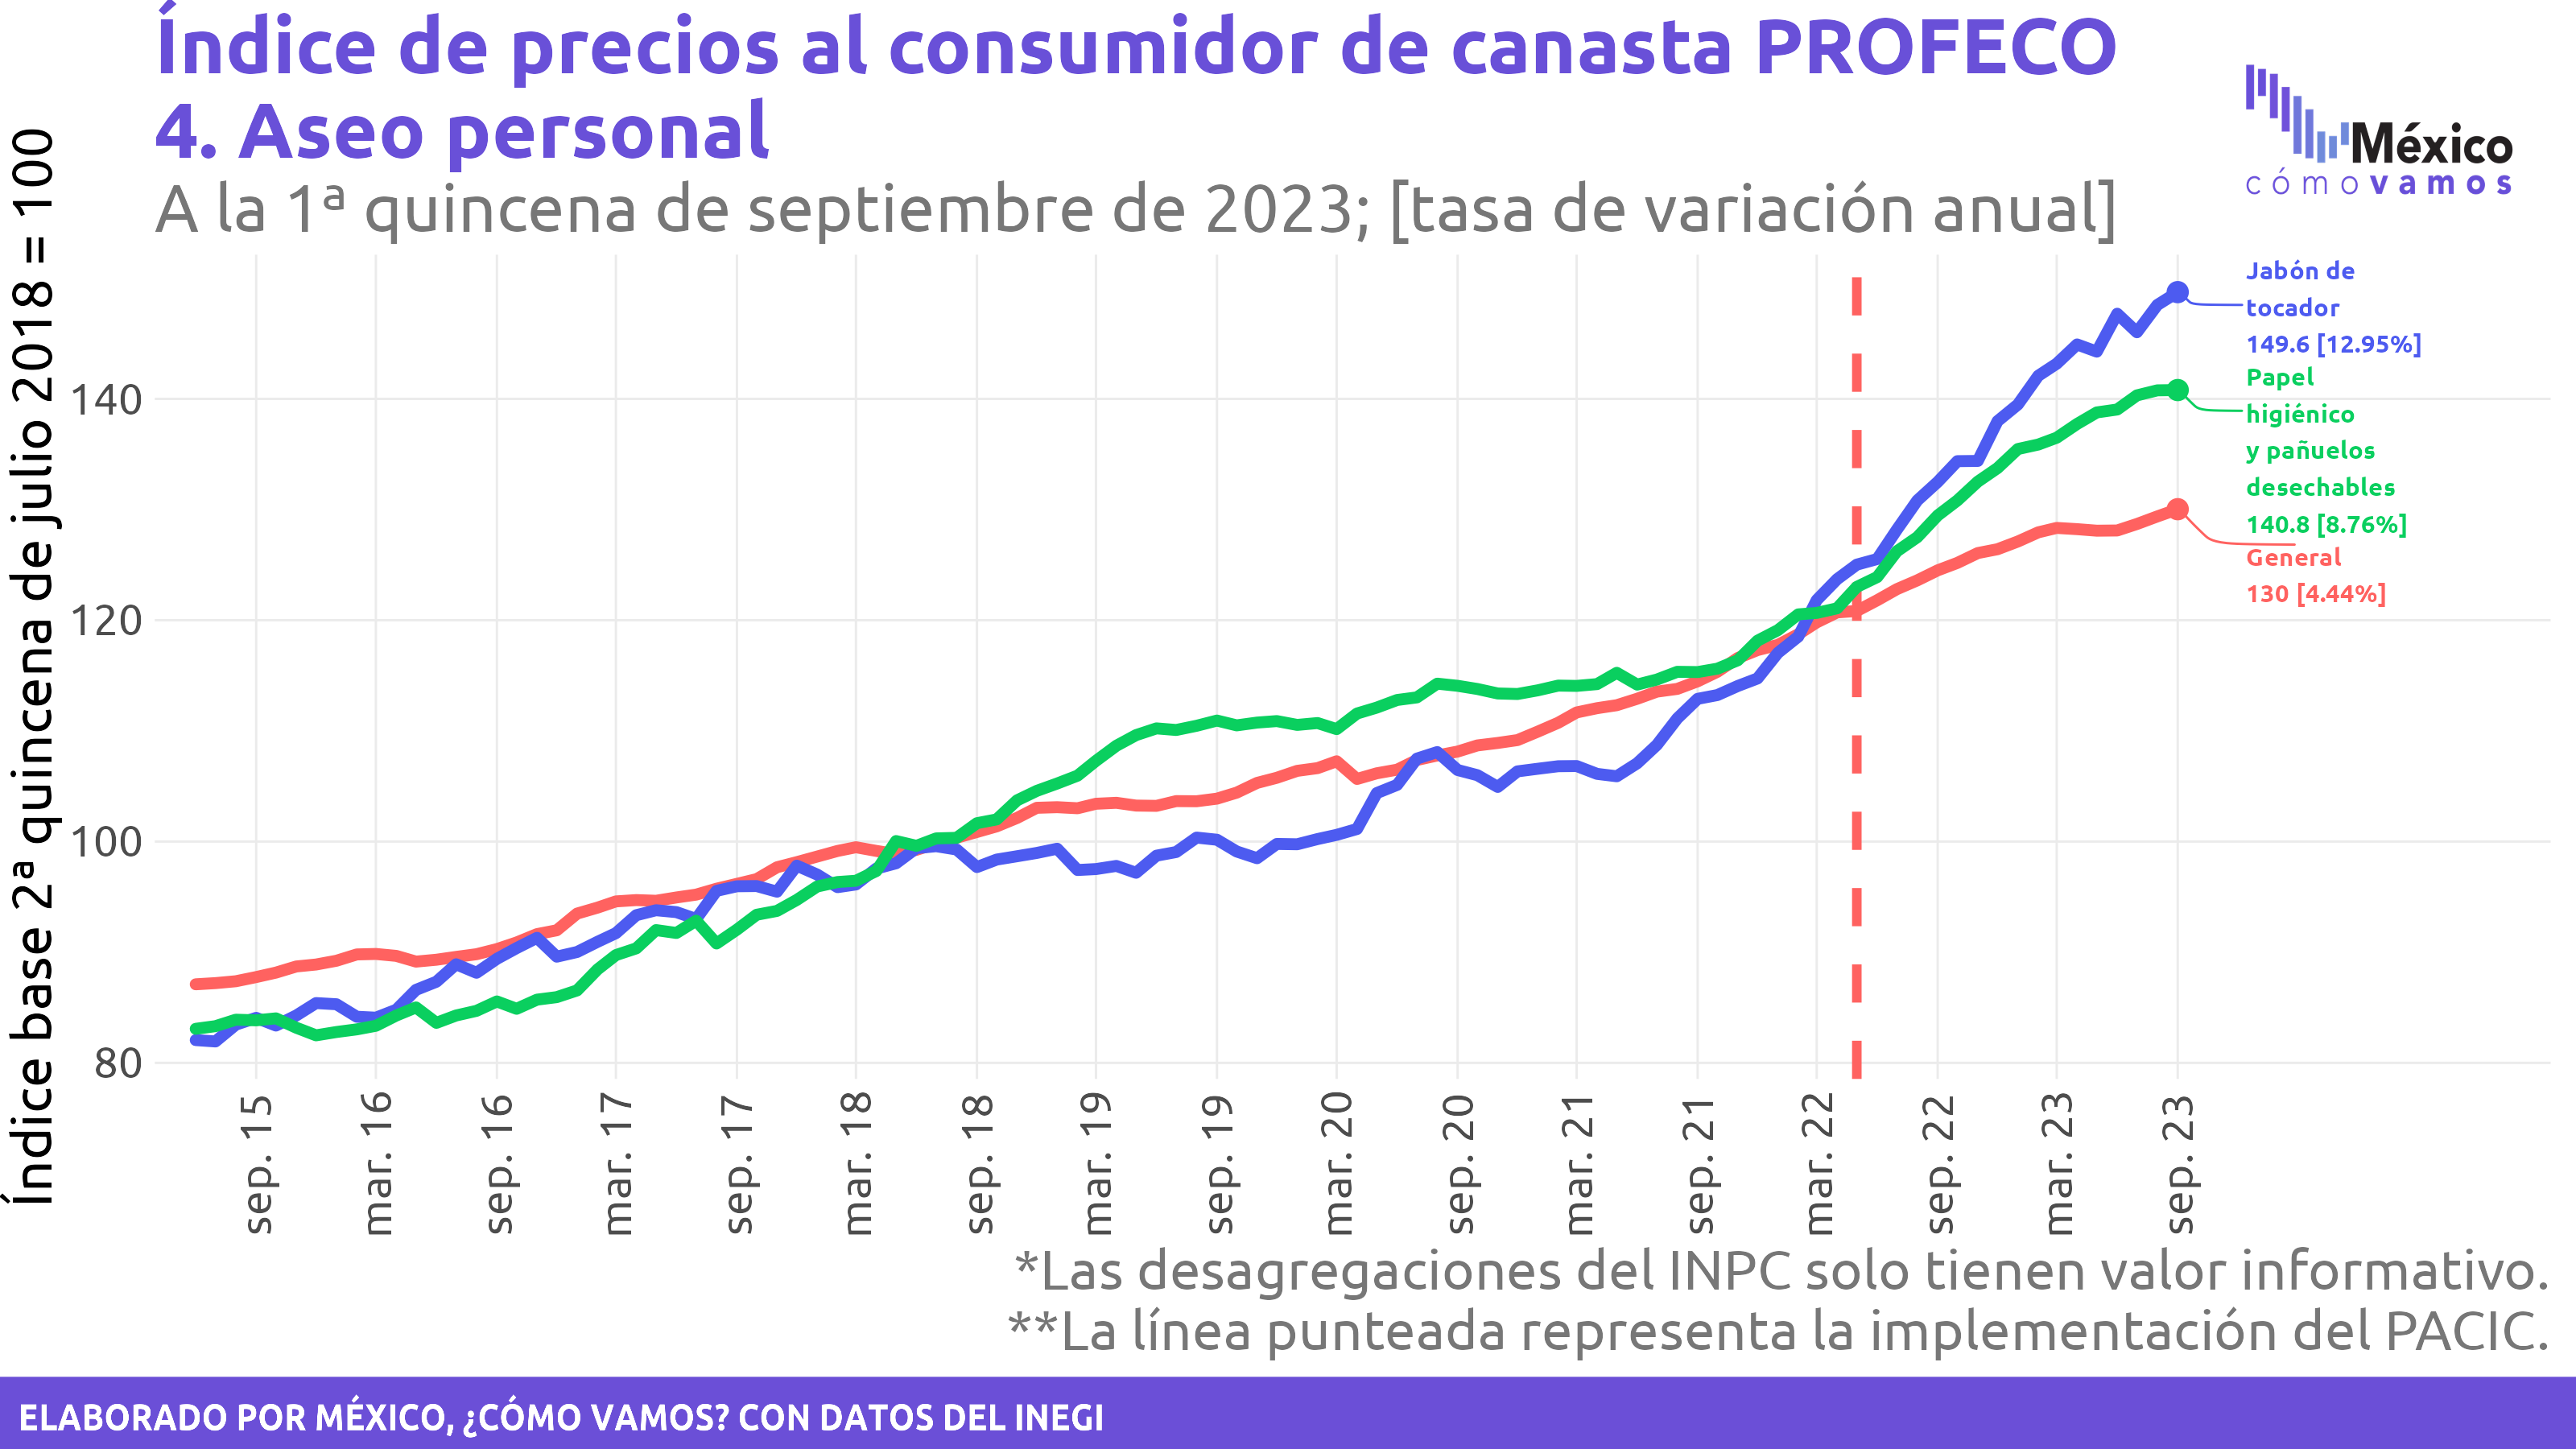 Índice de precios al consumidor de canasta PROFECO
4. Aseo personal
A la 1ª quincena de septiembre de 2023; [tasa de variación anual]
México
cómovamos
Índice base 2ª quincena de julio 2018 = 100
140
120
100
80
Jabón de
tocador
149.6 [12.95%]
Papel
higiénico
y pañuelos
desechables
140.8 [8.76%]
General
130 [4.44%]
sep. 15
mar. 16
sep. 16
mar. 17
sep. 17
mar. 18
sep. 18
mar. 19
sep. 19
mar. 20
sep. 20
mar. 21
sep. 21
mar. 22
sep. 22
mar. 23
sep. 23
*Las desagregaciones del INPC solo tienen valor informativo.
**La línea punteada representa la implementación del PACIC.
ELABORADO POR MÉXICO, ¿CÓMO VAMOS? CON DATOS DEL INEGI